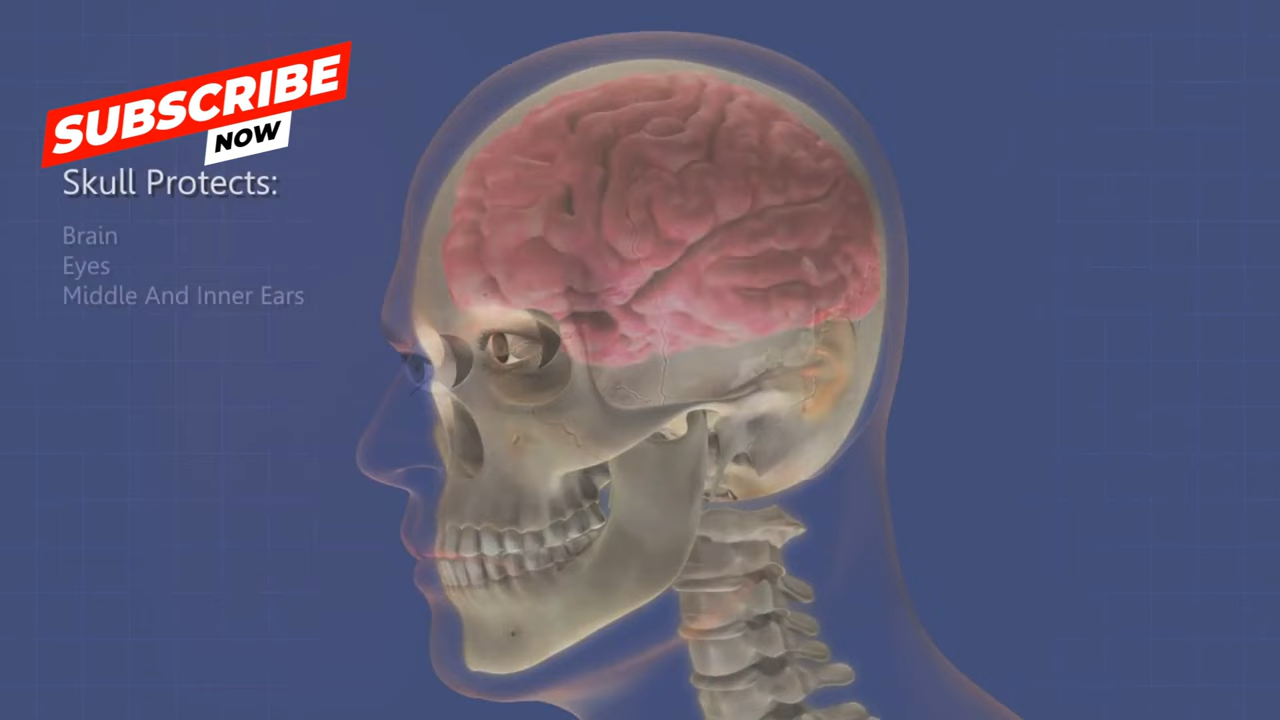 SUBSCRIBE
NOW
Skull Protects:
Brain
Eyes
Middle And Inner Ears